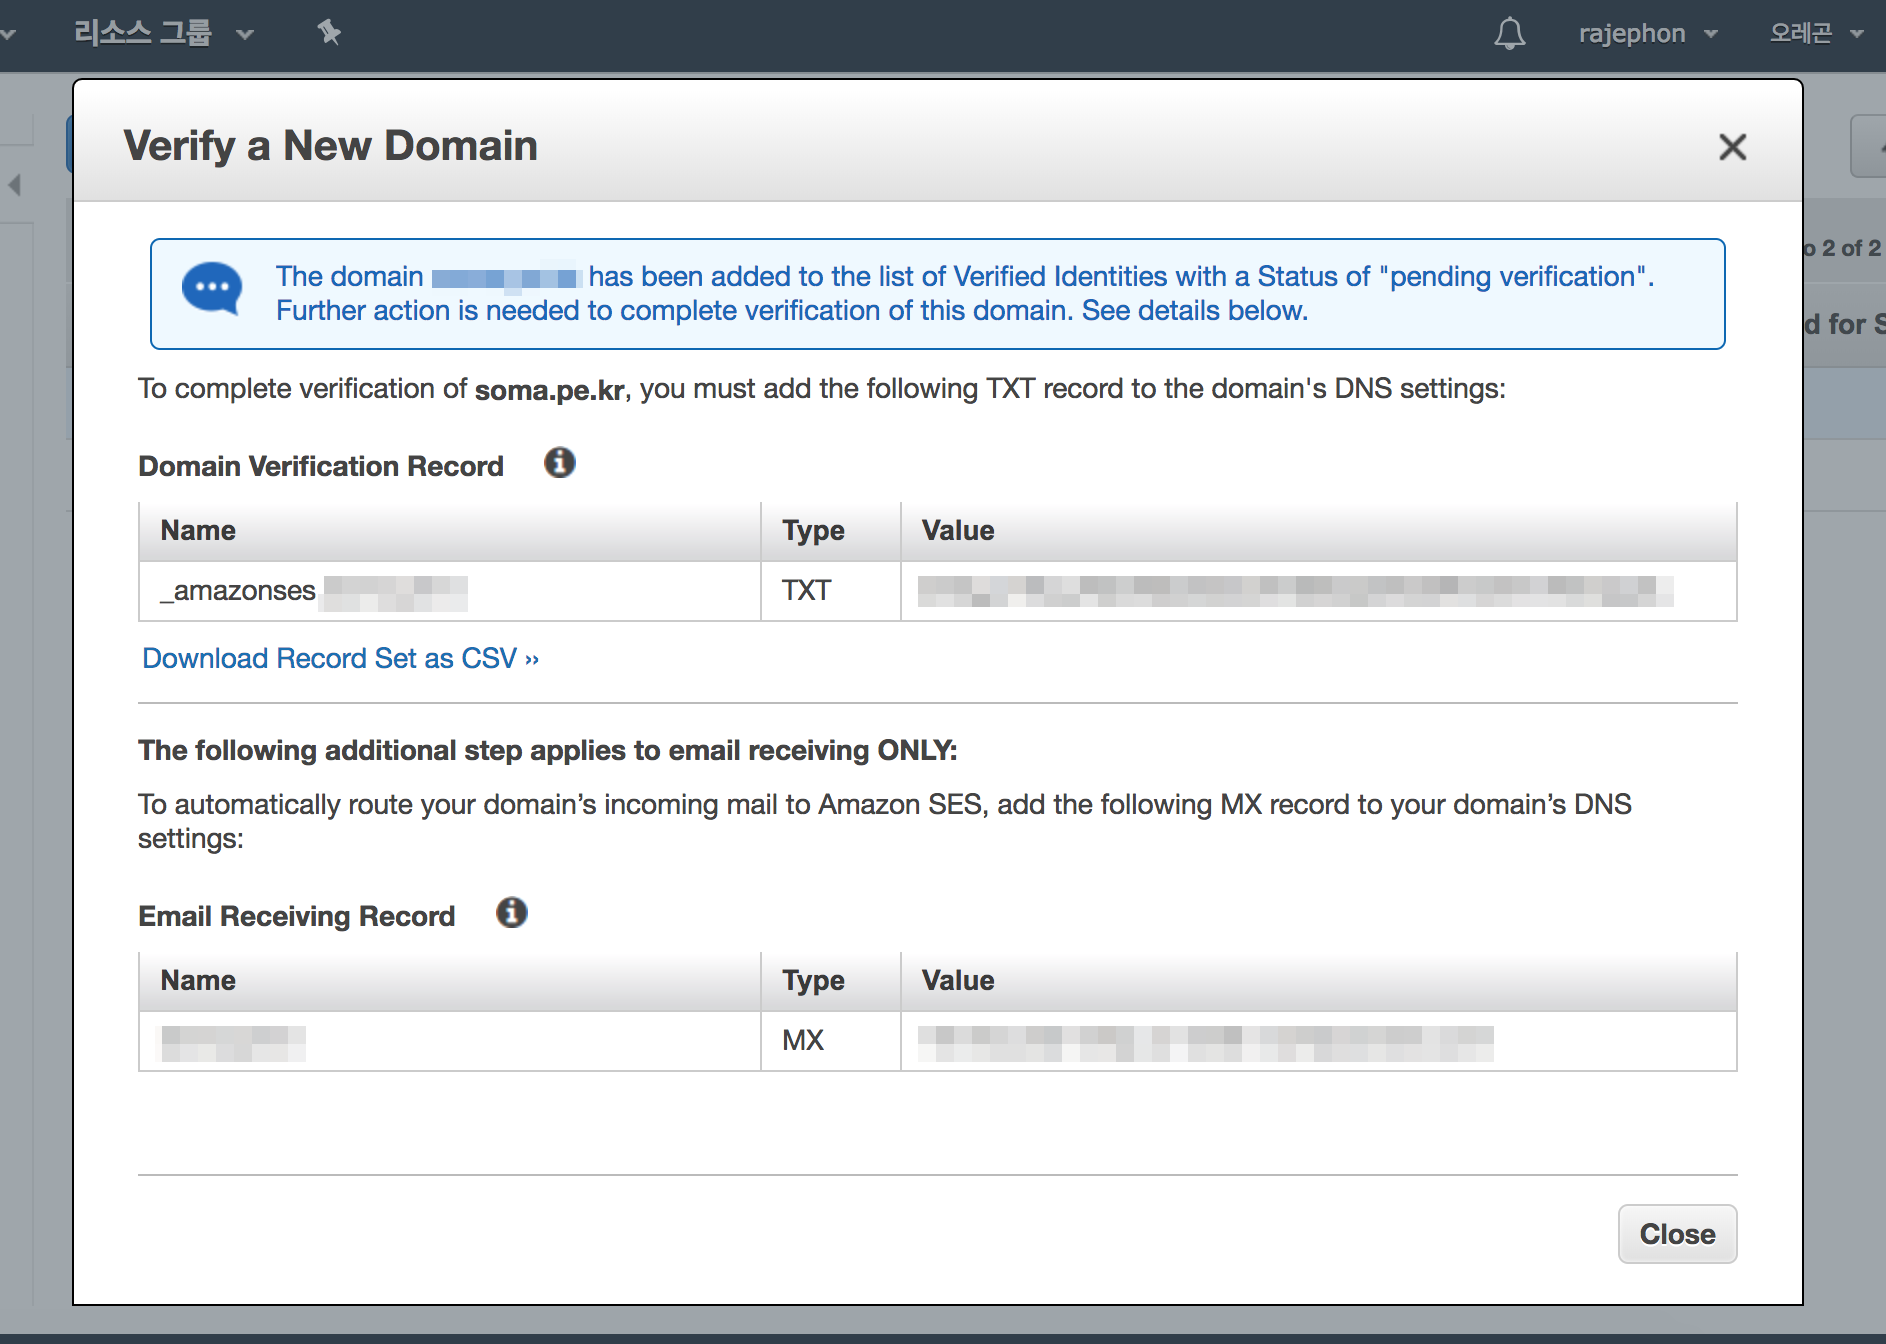 리소스 그룹
rajephon
오레곤
Verify a New Domain
o 2 of 2
The domain has been added to the list of Verified Identities with a Status of "pending verification".
Further action is needed to complete verification of this domain. See details below.
d for S
To complete verification of soma.pe.kr, you must add the following TXT record to the domain's DNS settings:
Domain Verification Record
Name Type Value
_amazonses TXT
Download Record Set as CSV ››
The following additional step applies to email receiving ONLY:
To automatically route your domain’s incoming mail to Amazon SES, add the following MX record to your domain’s DNS
settings:
Email Receiving Record
Name Type Value
MX
Close